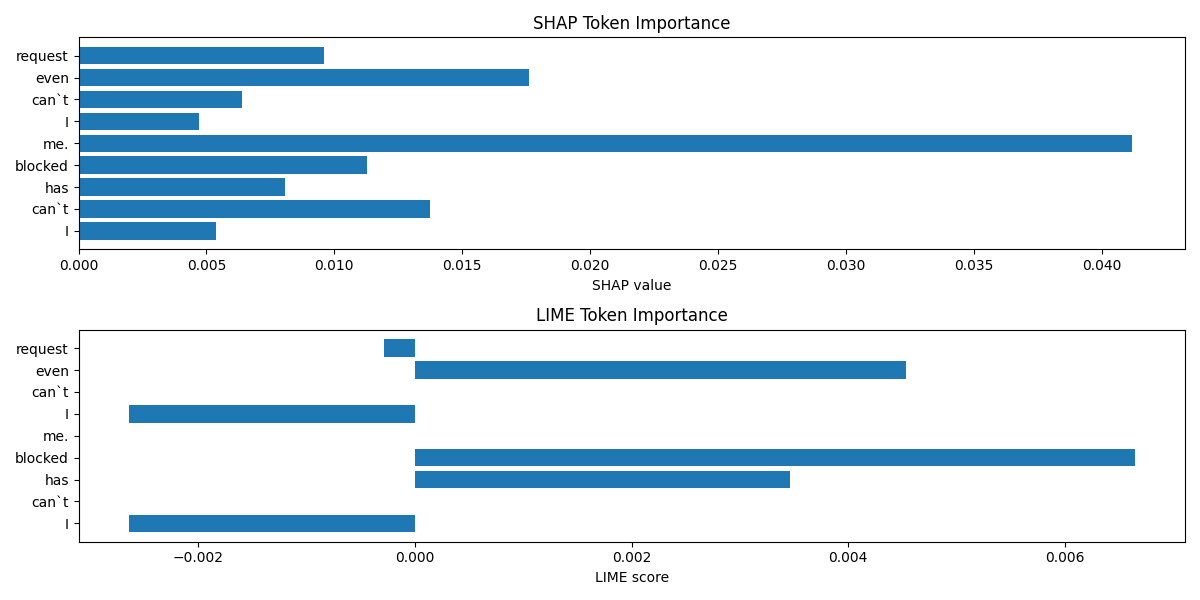 SHAP Token Importance
request
even
can`t
I
me.
blocked
has
can`t
I
0.000 0.005 0.010 0.015 0.020 0.025 0.030 0.035 0.040
SHAP value
LIME Token Importance
request
even
can`t
I
me.
blocked
has
can`t
I
−0.002 0.000 0.002 0.004 0.006
LIME score